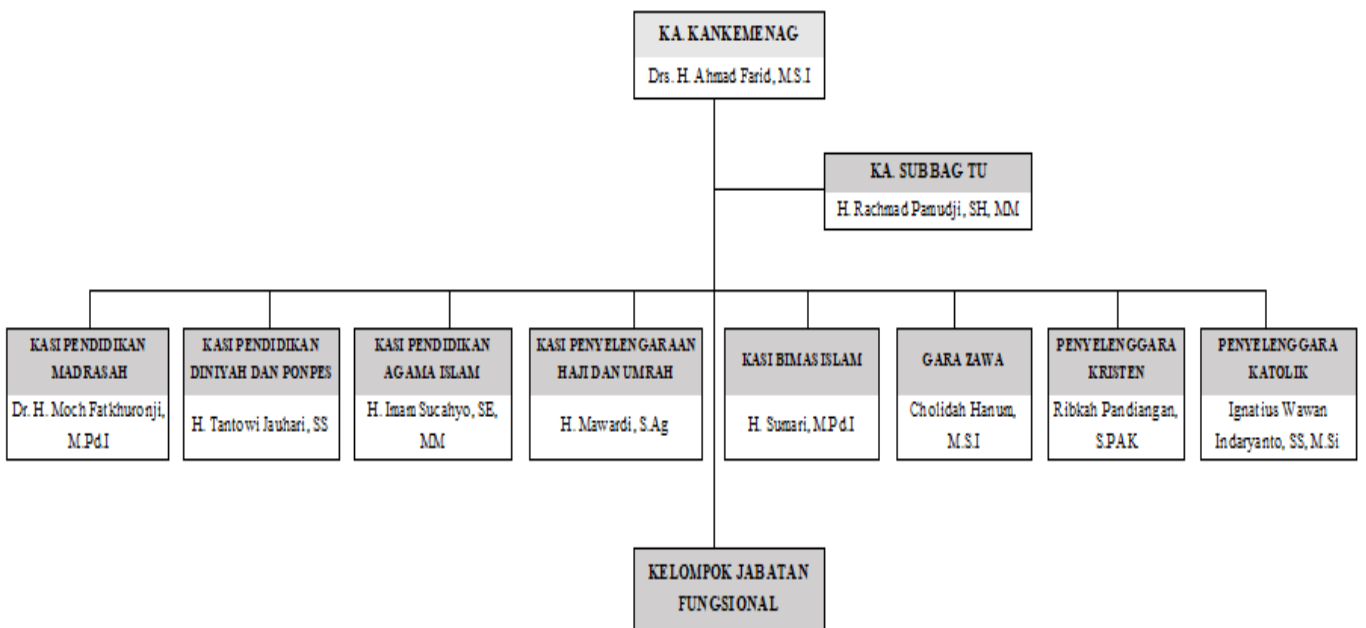 KA. KANKEMENAG
Drs. H. Ahmad Farid, M.S.I
KA. SUBBAG TU
H. Rachmad Pamudji, SH, MM
KASI PENDIDIKAN
MADRASAH
Dr. H. Moch Fatkhuronji,
M.Pd.I
KASI PENDIDIKAN
DINIYAH DAN PONPES
H. Tantowi Jauhari, SS
KASI PENDIDIKAN
AGAMA ISLAM
H. Imam Sucahyo, SE,
MM
KASI PENYELENGARAAN
HAJI DAN UMRAH
H. Mawardi, S.Ag
KASI BIMAS ISLAM
H. Sumari, M.Pd.I
GARA ZAWA
Cholidah Hanum,
M.S.I
PENYELENGGARA
KRISTEN
Ribkah Pandiangan,
S.PAK
PENYELENGGARA
KATOLIK
Ignatius Wawan
Indaryanto, SS, M.Si
KELOMPOK JABATAN
FUNGSIONAL